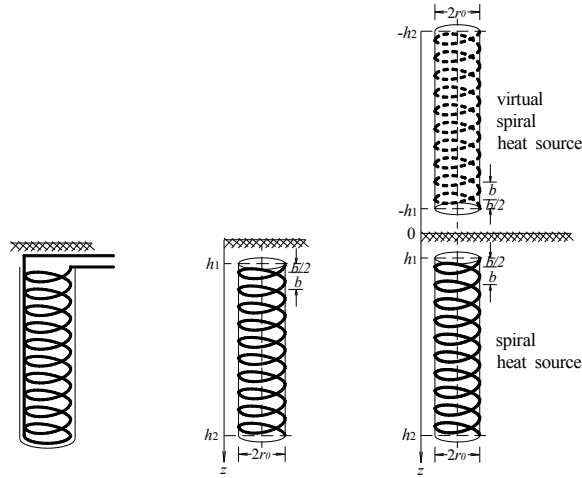 2r0
-h2
virtual
spiral
heat source
b
b/2
-h1
0
h1
b/2
b
h2
2r0
z
h1
b/2
b
spiral
heat source
h2
2r0
z